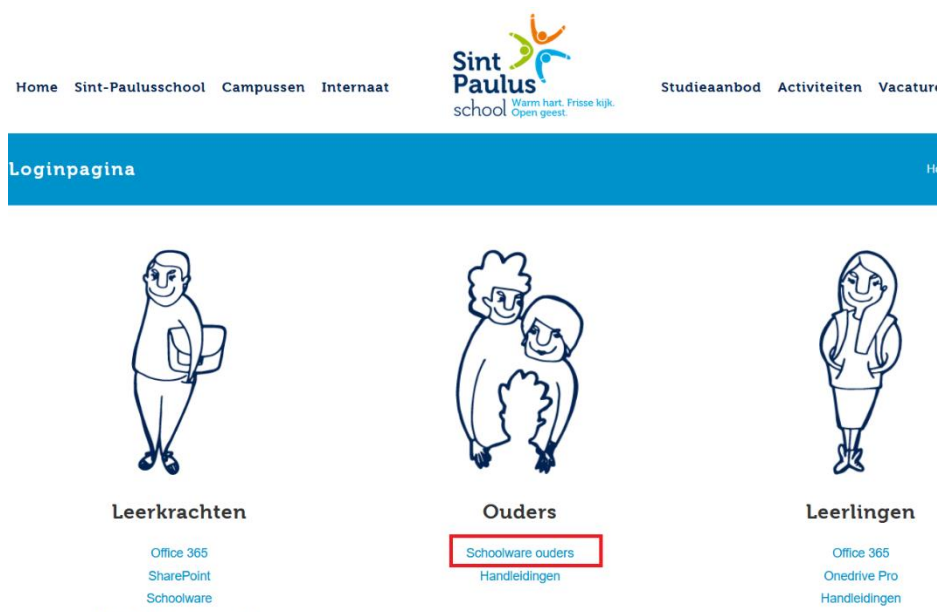 Home Sint-Paulusschool Campussen Internaat
Sint
Paulus
school Warm hart. Frisse kijk.
Open geest.
Studieaanbod Activiteiten
Loginpagina
Leerkrachten
Office 365
SharePoint
Schoolware
Ouders
Schoolware ouders
Handleidingen
Leerlingen
Office 365
Onedrive Pro
Handleidingen